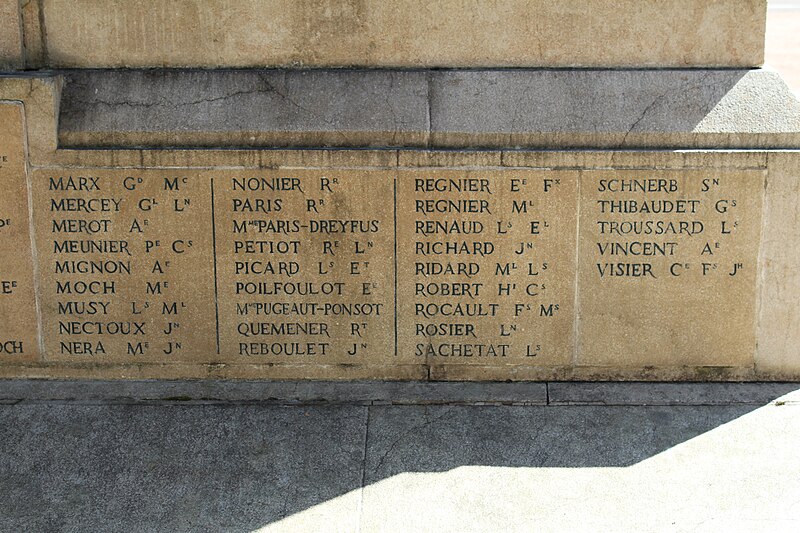 MARX Gᴰ Mᶜ
MERCEY Gᴸ Lᴺ
MEROT Aᴱ
MEUNIER Pᴱ Cˢ
MIGNON Aᴱ
MOCH Mᴱ
MUSY Lˢ Mᴸ
NECTOUX Jᴺ
NERA Mᴱ Jᴺ
NONIER Rᴿ
PARIS Rᴿ
Mᴹᴱ PARIS-DREYFUS
PETIOT Rᴱ Lᴺ
PICARD Lˢ Eᵀ
POILFOULOT Eᴸ
Mᴹᴱ PUGEAUT-PONSOT
QUEMENER Rᵀ
REBOULET Jᴺ
REGNIER Eᴱ Fˣ
REGNIER Mᴸ
RENAUD Lˢ Eᴸ
RICHARD Jᴺ
RIDARD Mᴸ Lˢ
ROBERT Hᴵ Cˢ
ROCAULT Fˢ Mˢ
ROSIER Lᴺ
SACHETAT Lˢ
SCHNERB Sᴺ
THIBAUDET Gˢ
TROUSSARD Lˢ
VINCENT Aᴱ
VISIER Cᴱ Fˢ Jᴴ